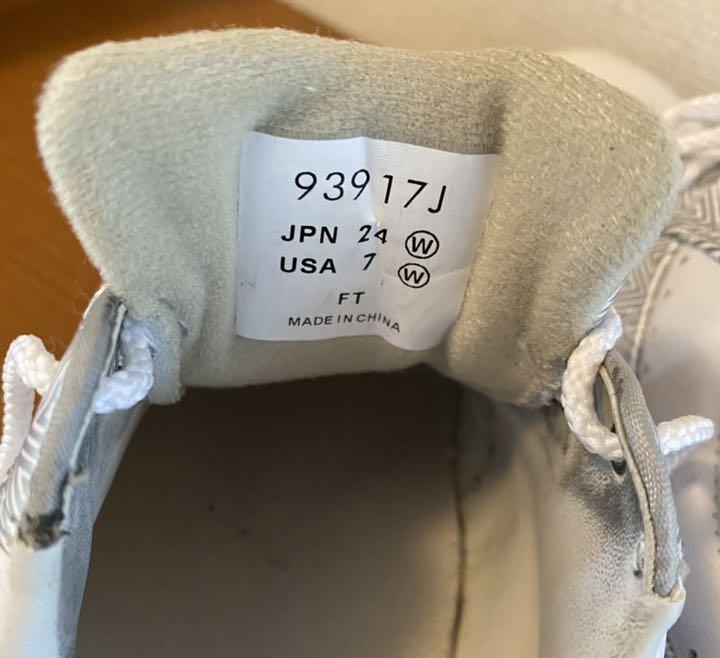 93917J
JPN 24 Ⓦ
USA 7 Ⓦ
FT
MADE IN CHINA